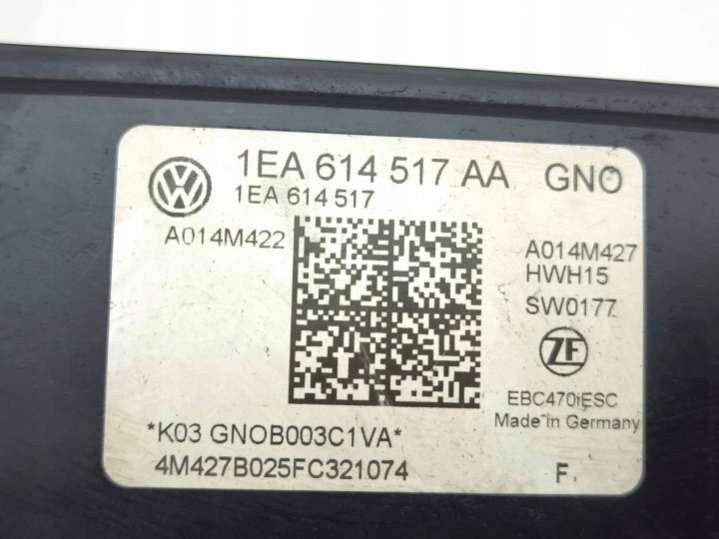 1EA 614 517 AA GNO
1EA 614 517
A014M422
A014M427
HWH15
SW0177
ZF
EBC470iESC
Made in Germany
*K03 GNOB003C1VA*
4M427B025FC321074 F